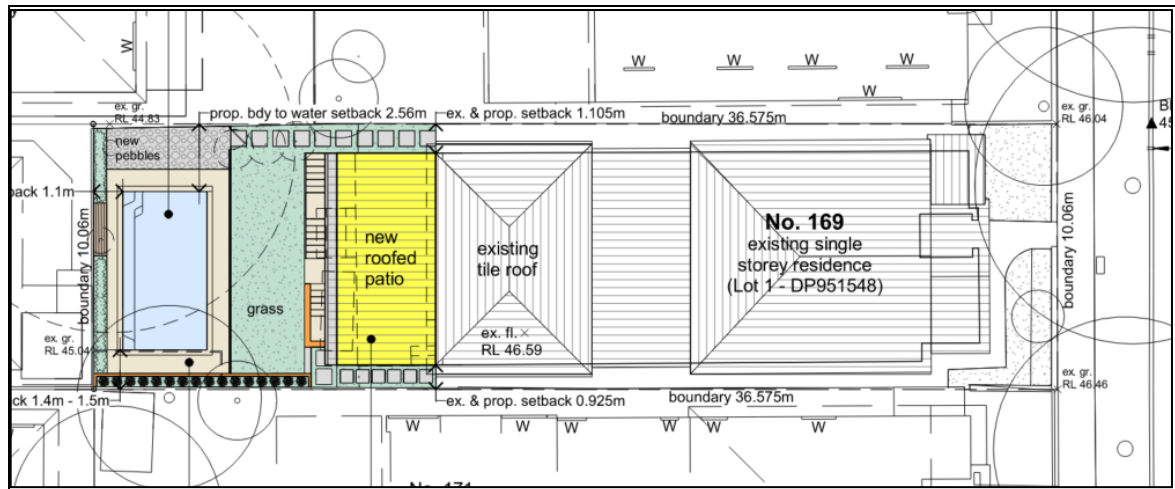 W
W
W
W
W
W
ex. gr.
RL 44.83
prop. bdy to water setback 2.56m
ex. & prop. setback 1.105m
boundary 36.575m
ex. gr.
RL 46.04
new
pebbles
back 1.1m
boundary 10.06m
new
roofed
patio
existing
tile roof
No. 169
existing single
storey residence
(Lot 1 - DP951548)
boundary 10.06m
grass
ex. fl.
RL 46.59
ex. gr.
RL 45.04
ex. gr.
RL 46.46
ck 1.4m - 1.5m
ex. & prop. setback 0.925m
boundary 36.575m
W
W
W
W
W
W